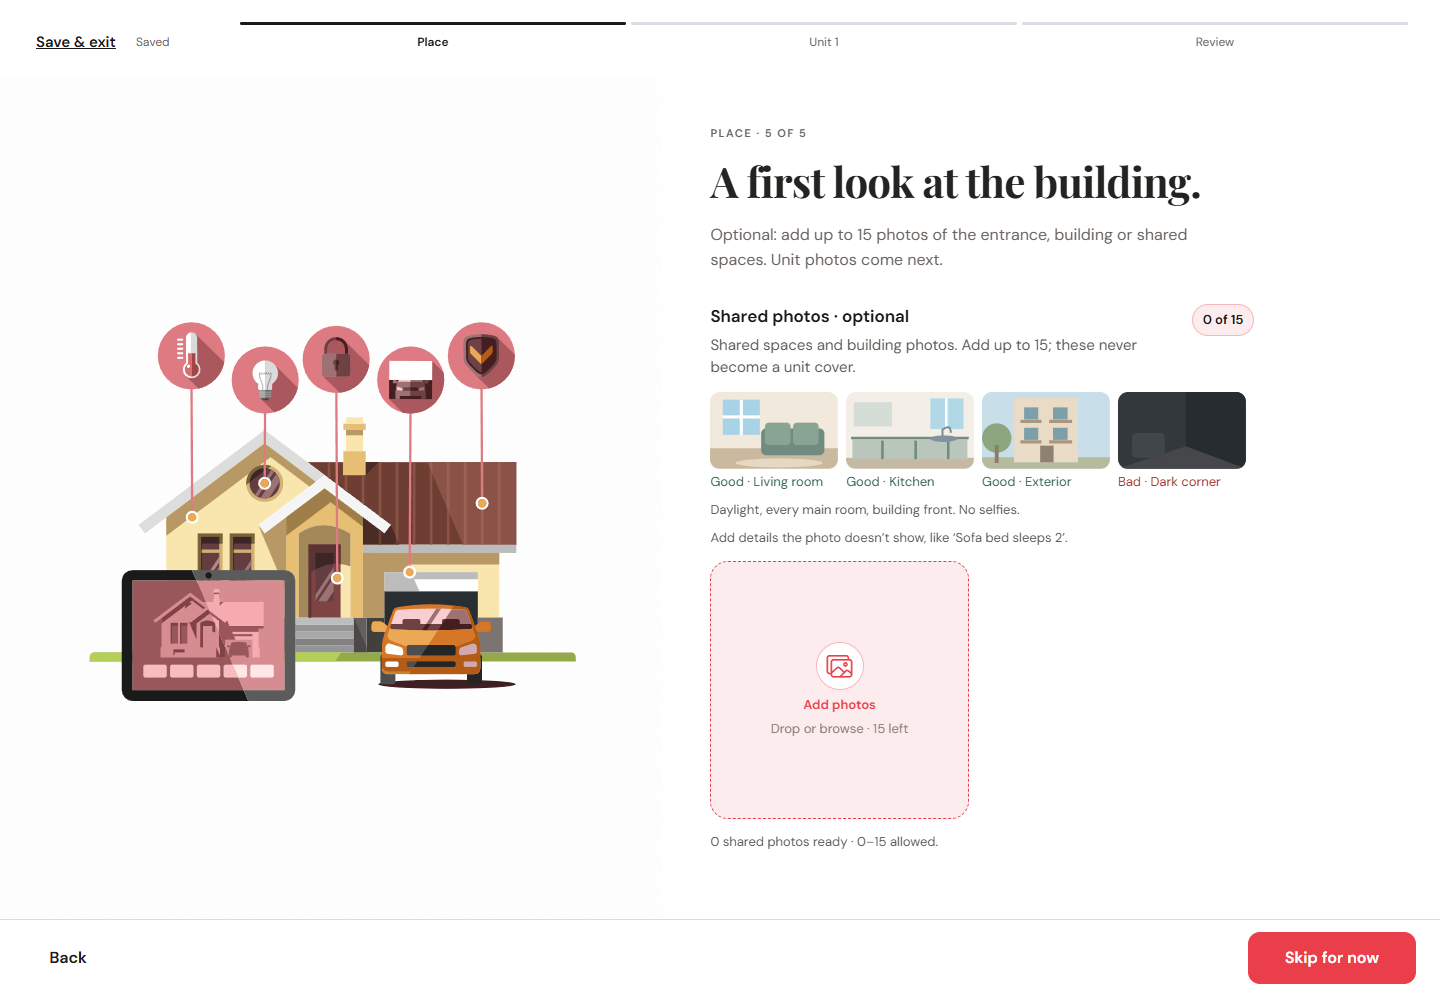 Save & exit
Saved
Place
Unit 1
Review
PLACE · 5 OF 5
A first look at the building.
Optional: add up to 15 photos of the entrance, building or shared
spaces. Unit photos come next.
Shared photos · optional
0 of 15
Shared spaces and building photos. Add up to 15; these never
become a unit cover.
Good · Living room
Good · Kitchen
Good · Exterior
Bad · Dark corner
Daylight, every main room, building front. No selfies.
Add details the photo doesn’t show, like ‘Sofa bed sleeps 2’.
Add photos
Drop or browse · 15 left
0 shared photos ready · 0–15 allowed.
Back
Skip for now